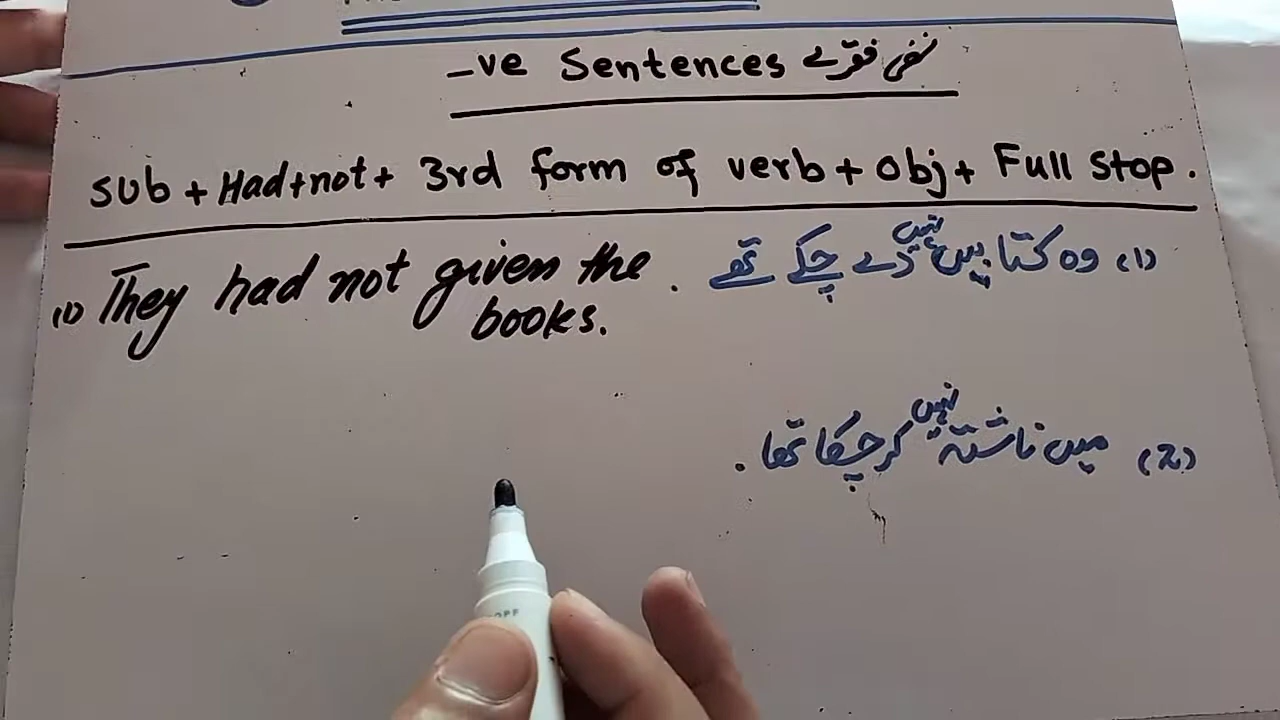 -ve Sentences نفی فقرے
Sub + Had + not + 3rd form of verb + Obj + Full Stop.
(1) They had not given the
books.
(1) وہ کتابیں نہیں دے چکے تھے .
(2) میں ناشتہ نہیں کر چکا تھا .
OFF